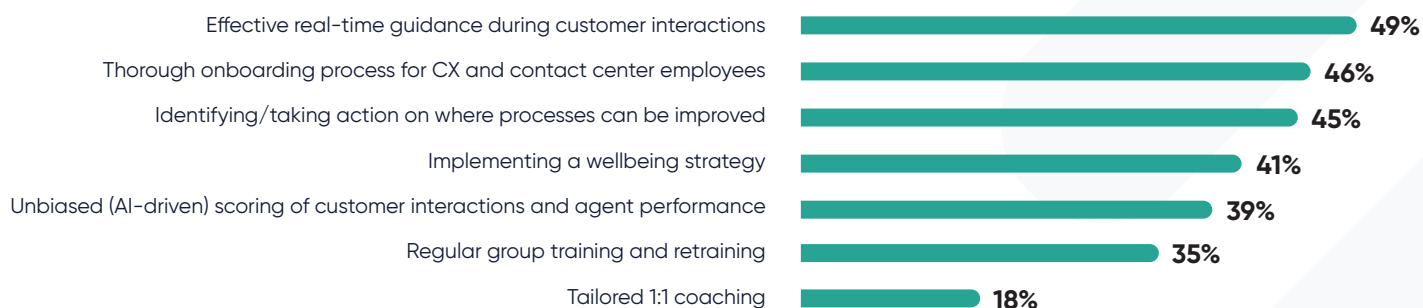 Effective real-time guidance during customer interactions 49%
Thorough onboarding process for CX and contact center employees 46%
Identifying/taking action on where processes can be improved 45%
Implementing a wellbeing strategy 41%
Unbiased (AI-driven) scoring of customer interactions and agent performance 39%
Regular group training and retraining 35%
Tailored 1:1 coaching 18%